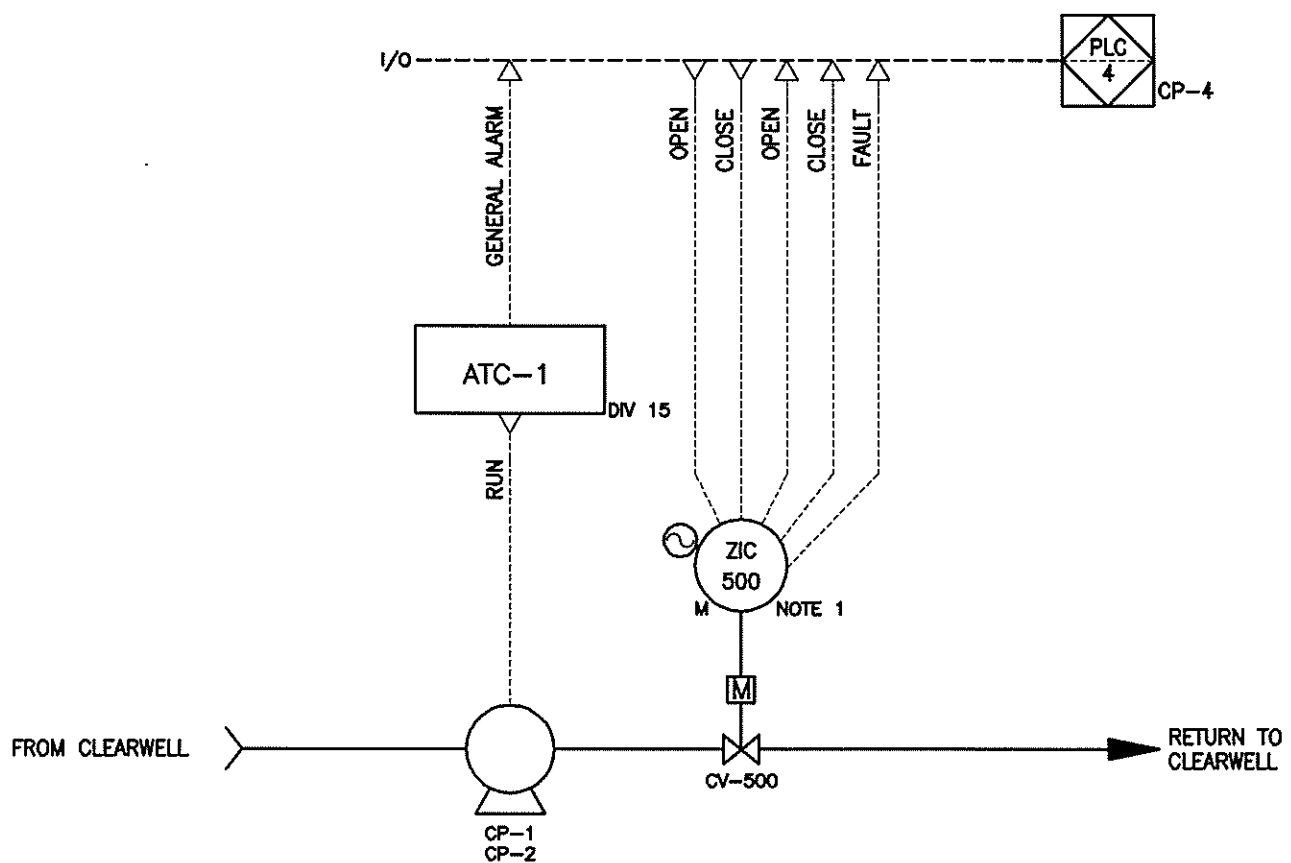 I/O
PLC
4
CP-4
GENERAL ALARM
OPEN
CLOSE
OPEN
CLOSE
FAULT
ATC-1
DIV 15
RUN
ZIC
500
M
NOTE 1
M
FROM CLEARWELL
RETURN TO
CLEARWELL
CV-500
CP-1
CP-2